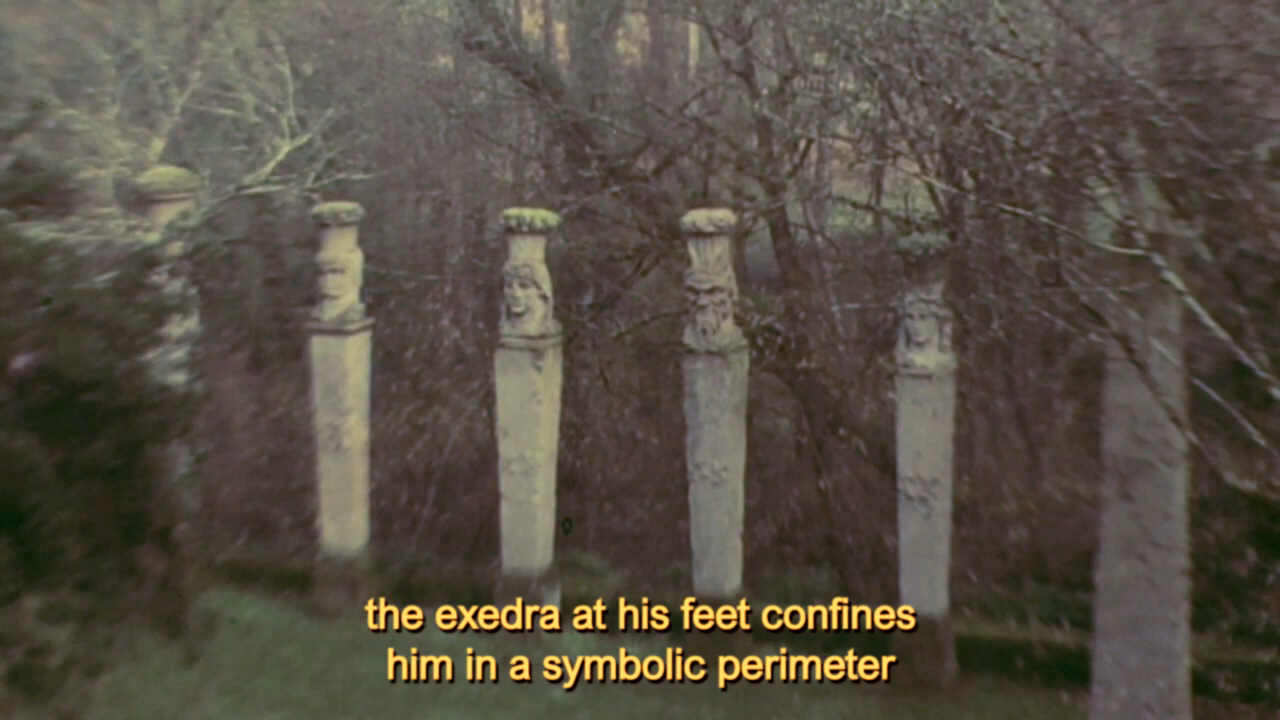 the exedra at his feet confines
him in a symbolic perimeter